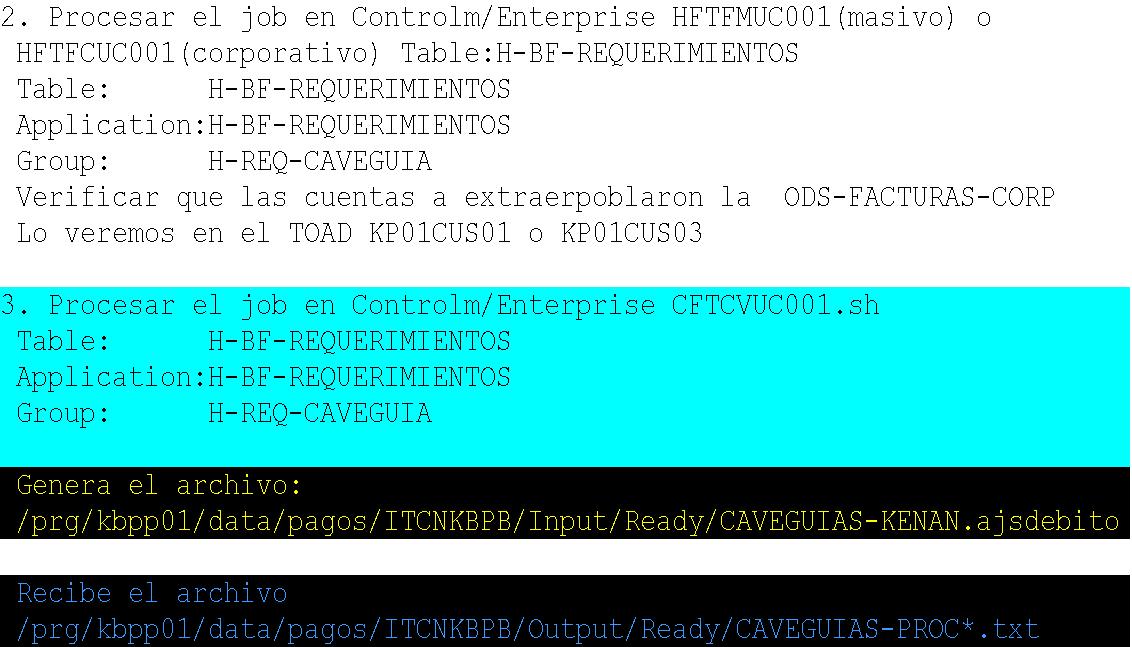 2. Procesar el job en Controlm/Enterprise HFTFMUC001(masivo) o
HFTFCUC001(corporativo) Table:H-BF-REQUERIMIENTOS
Table: H-BF-REQUERIMIENTOS
Application:H-BF-REQUERIMIENTOS
Group: H-REQ-CAVEGUIA
Verificar que las cuentas a extraerpoblaron la ODS-FACTURAS-CORP
Lo veremos en el TOAD KP01CUS01 o KP01CUS03
3. Procesar el job en Controlm/Enterprise CFTCVUC001.sh
Table: H-BF-REQUERIMIENTOS
Application:H-BF-REQUERIMIENTOS
Group: H-REQ-CAVEGUIA
Genera el archivo:
/prg/kbpp01/data/pagos/ITCNKBPB/Input/Ready/CAVEGUIAS-KENAN.ajsdebito
Recibe el archivo
/prg/kbpp01/data/pagos/ITCNKBPB/Output/Ready/CAVEGUIAS-PROC*.txt